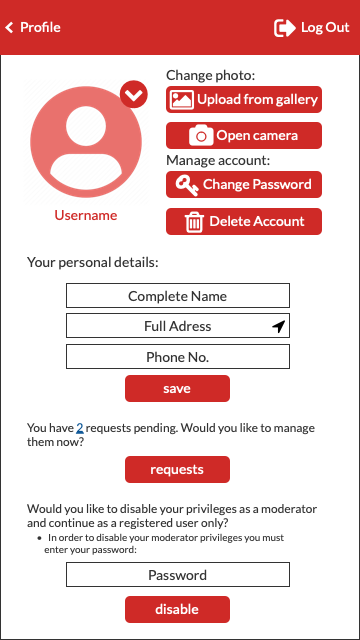 Profile
Log Out
Change photo:
Upload from gallery
Open camera
Manage account:
Change Password
Delete Account
Username
Your personal details:
Complete Name
Full Adress
Phone No.
save
You have 2 requests pending. Would you like to manage
them now?
requests
Would you like to disable your privileges as a moderator
and continue as a registered user only?
• In order to disable your moderator privileges you must
enter your password:
Password
disable